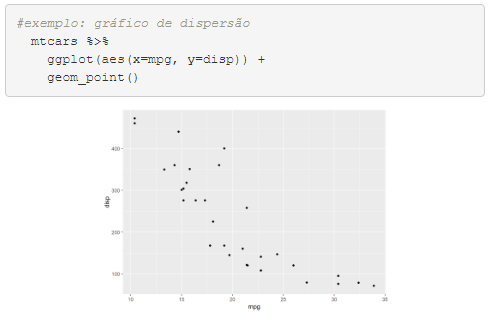 #exemplo: gráfico de dispersão
mtcars %>%
ggplot(aes(x=mpg, y=disp)) +
geom_point()
400
300
200
100
disp
10
15
20
25
30
35
mpg